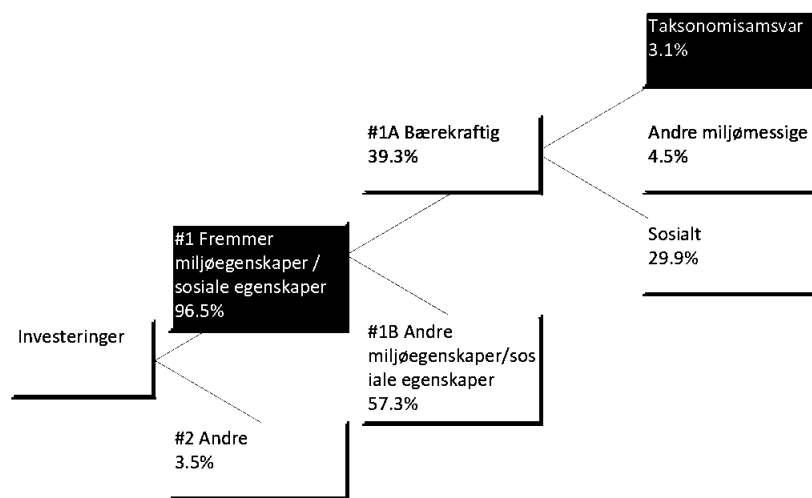 Investeringer
#1 Fremmer
miljøegenskaper /
sosiale egenskaper
96.5%
#2 Andre
3.5%
#1A Bærekraftig
39.3%
#1B Andre
miljøegenskaper/sos
iale egenskaper
57.3%
Taksonomisamsvar
3.1%
Andre miljømessige
4.5%
Sosialt
29.9%